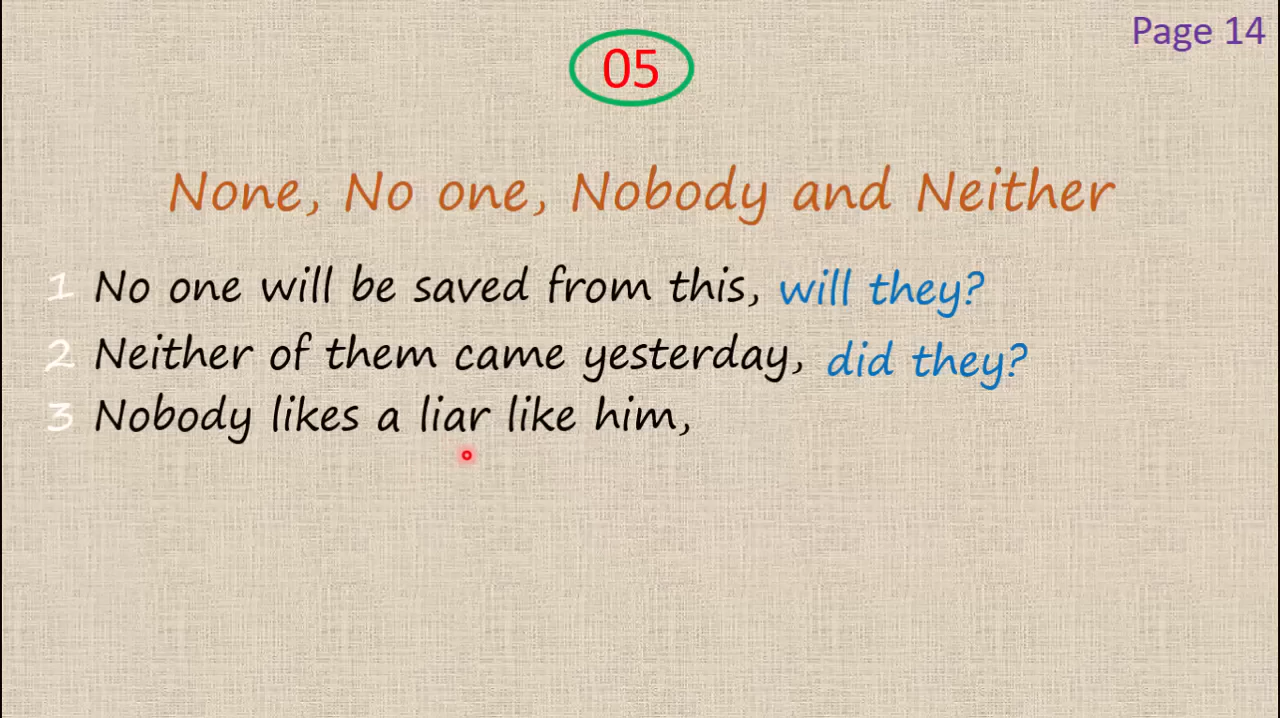 Page 14
05
None, No one, Nobody and Neither
1 No one will be saved from this, will they?
2 Neither of them came yesterday, did they?
3 Nobody likes a liar like him,